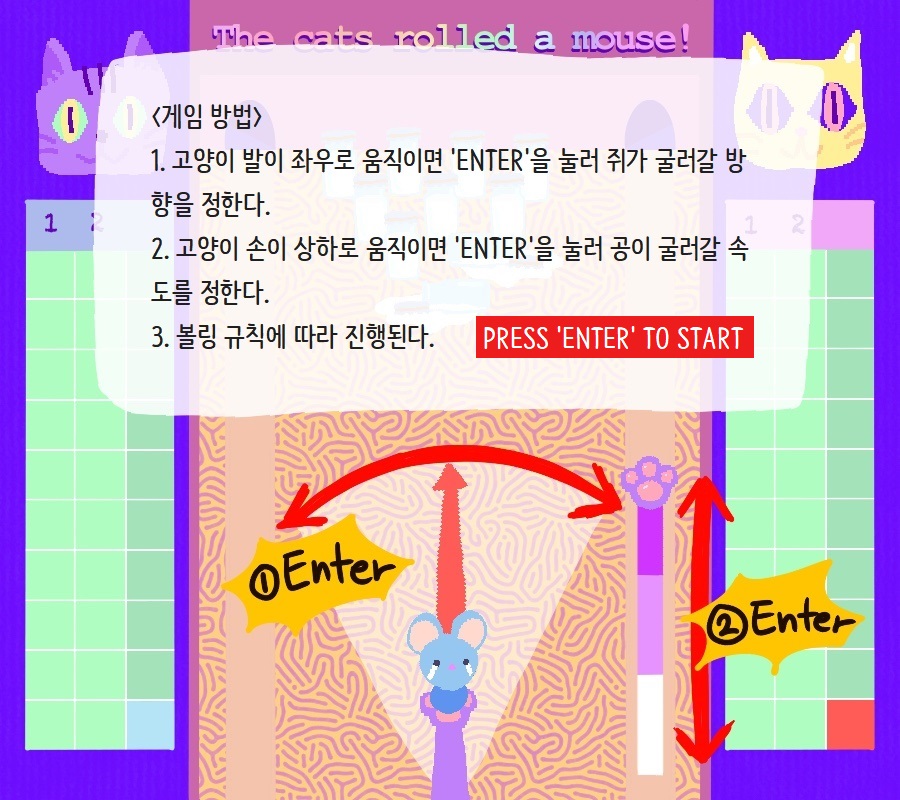 The cats rolled a mouse!
<게임 방법>
1. 고양이 발이 좌우로 움직이면 'ENTER'을 눌러 쥐가 굴러갈 방
향을 정한다.
2. 고양이 손이 상하로 움직이면 'ENTER'을 눌러 공이 굴러갈 속
도를 정한다.
3. 볼링 규칙에 따라 진행된다.
PRESS 'ENTER' TO START
1 2
1 2
①Enter
②Enter